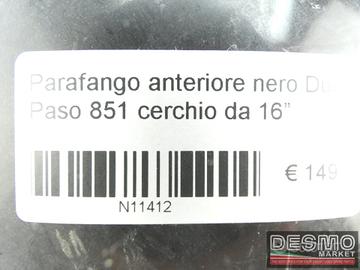 Parafango anteriore nero
Paso 851 cerchio da 16"
€ 149
N11412
DESMO
MARKET